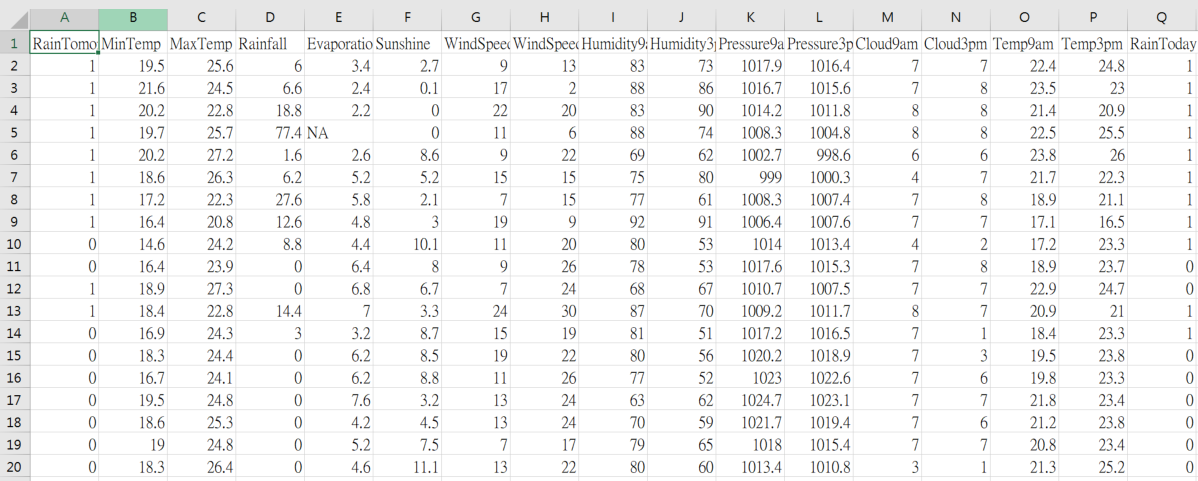 A B C D E F G H I J K L M N O P Q
1 RainTomo MinTemp MaxTemp Rainfall Evaporatio Sunshine WindSpee WindSpee Humidity9 Humidity3 Pressure9a Pressure3p Cloud9am Cloud3pm Temp9am Temp3pm RainToday
2 1 19.5 25.6 6 3.4 2.7 9 13 83 73 1017.9 1016.4 7 7 22.4 24.8 1
3 1 21.6 24.5 6.6 2.4 0.1 17 2 88 86 1016.7 1015.6 7 8 23.5 23 1
4 1 20.2 22.8 18.8 2.2 0 22 20 83 90 1014.2 1011.8 8 8 21.4 20.9 1
5 1 19.7 25.7 77.4 NA 0 11 6 88 74 1008.3 1004.8 8 8 22.5 25.5 1
6 1 20.2 27.2 1.6 2.6 8.6 9 22 69 62 1002.7 998.6 6 6 23.8 26 1
7 1 18.6 26.3 6.2 5.2 5.2 15 15 75 80 999 1000.3 4 7 21.7 22.3 1
8 1 17.2 22.3 27.6 5.8 2.1 7 15 77 61 1008.3 1007.4 7 8 18.9 21.1 1
9 1 16.4 20.8 12.6 4.8 3 19 9 92 91 1006.4 1007.6 7 7 17.1 16.5 1
10 0 14.6 24.2 8.8 4.4 10.1 11 20 80 53 1014 1013.4 4 2 17.2 23.3 1
11 0 16.4 23.9 0 6.4 8 9 26 78 53 1017.6 1015.3 7 8 18.9 23.7 0
12 1 18.9 27.3 0 6.8 6.7 7 24 68 67 1010.7 1007.5 7 7 22.9 24.7 0
13 1 18.4 22.8 14.4 7 3.3 24 30 87 70 1009.2 1011.7 8 7 20.9 21 1
14 0 16.9 24.3 3 3.2 8.7 15 19 81 51 1017.2 1016.5 7 1 18.4 23.3 1
15 0 18.3 24.4 0 6.2 8.5 19 22 80 56 1020.2 1018.9 7 3 19.5 23.8 0
16 0 16.7 24.1 0 6.2 8.8 11 26 77 52 1023 1022.6 7 6 19.8 23.3 0
17 0 19.5 24.8 0 7.6 3.2 13 24 63 62 1024.7 1023.1 7 7 21.8 23.4 0
18 0 18.6 25.3 0 4.2 4.5 13 24 70 59 1021.7 1019.4 7 6 21.2 23.8 0
19 0 19 24.8 0 5.2 7.5 7 17 79 65 1018 1015.4 7 7 20.8 23.4 0
20 0 18.3 26.4 0 4.6 11.1 13 22 80 60 1013.4 1010.8 3 1 21.3 25.2 0